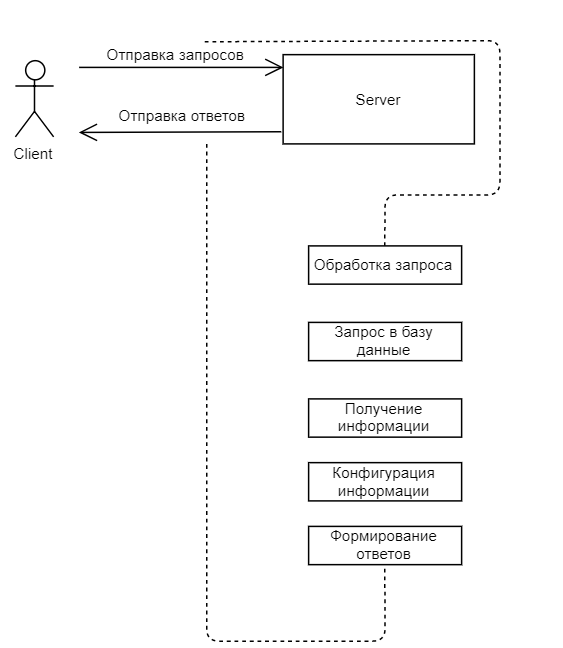 Отправка запросов
Server
Отправка ответов
Client
Обработка запроса
Запрос в базу
данные
Получение
информации
Конфигурация
информации
Формирование
ответов